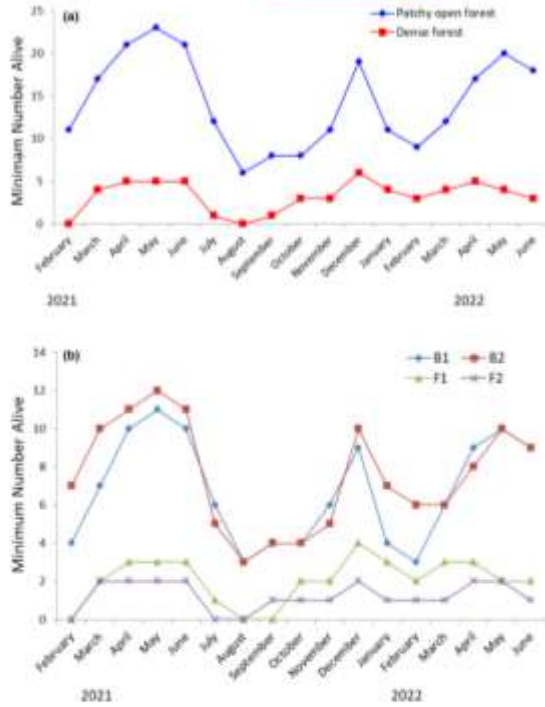 (a)
Patchy open forest
Dense forest
25
20
15
10
5
0
Minimam Number Alive
February
March
April
May
June
July
August
September
October
November
December
January
February
March
April
May
June
2021
2022
(b)
B1
B2
F1
F2
14
12
10
8
6
4
2
0
Minimum Number Alive
February
March
April
May
June
July
August
September
October
November
December
January
February
March
April
May
June
2021
2022